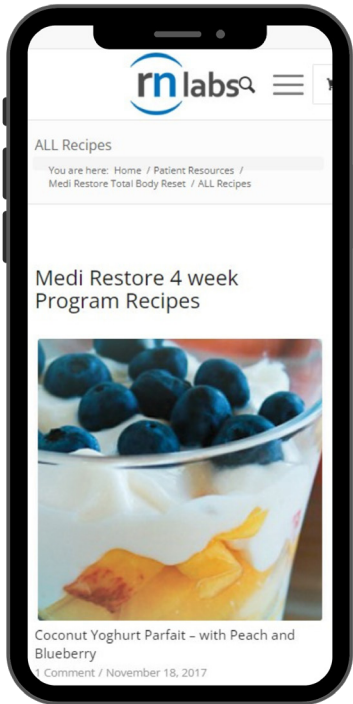 rn labs
ALL Recipes
You are here: Home / Patient Resources /
Medi Restore Total Body Reset / ALL Recipes
Medi Restore 4 week
Program Recipes
Coconut Yoghurt Parfait – with Peach and
Blueberry
1 Comment / November 18, 2017